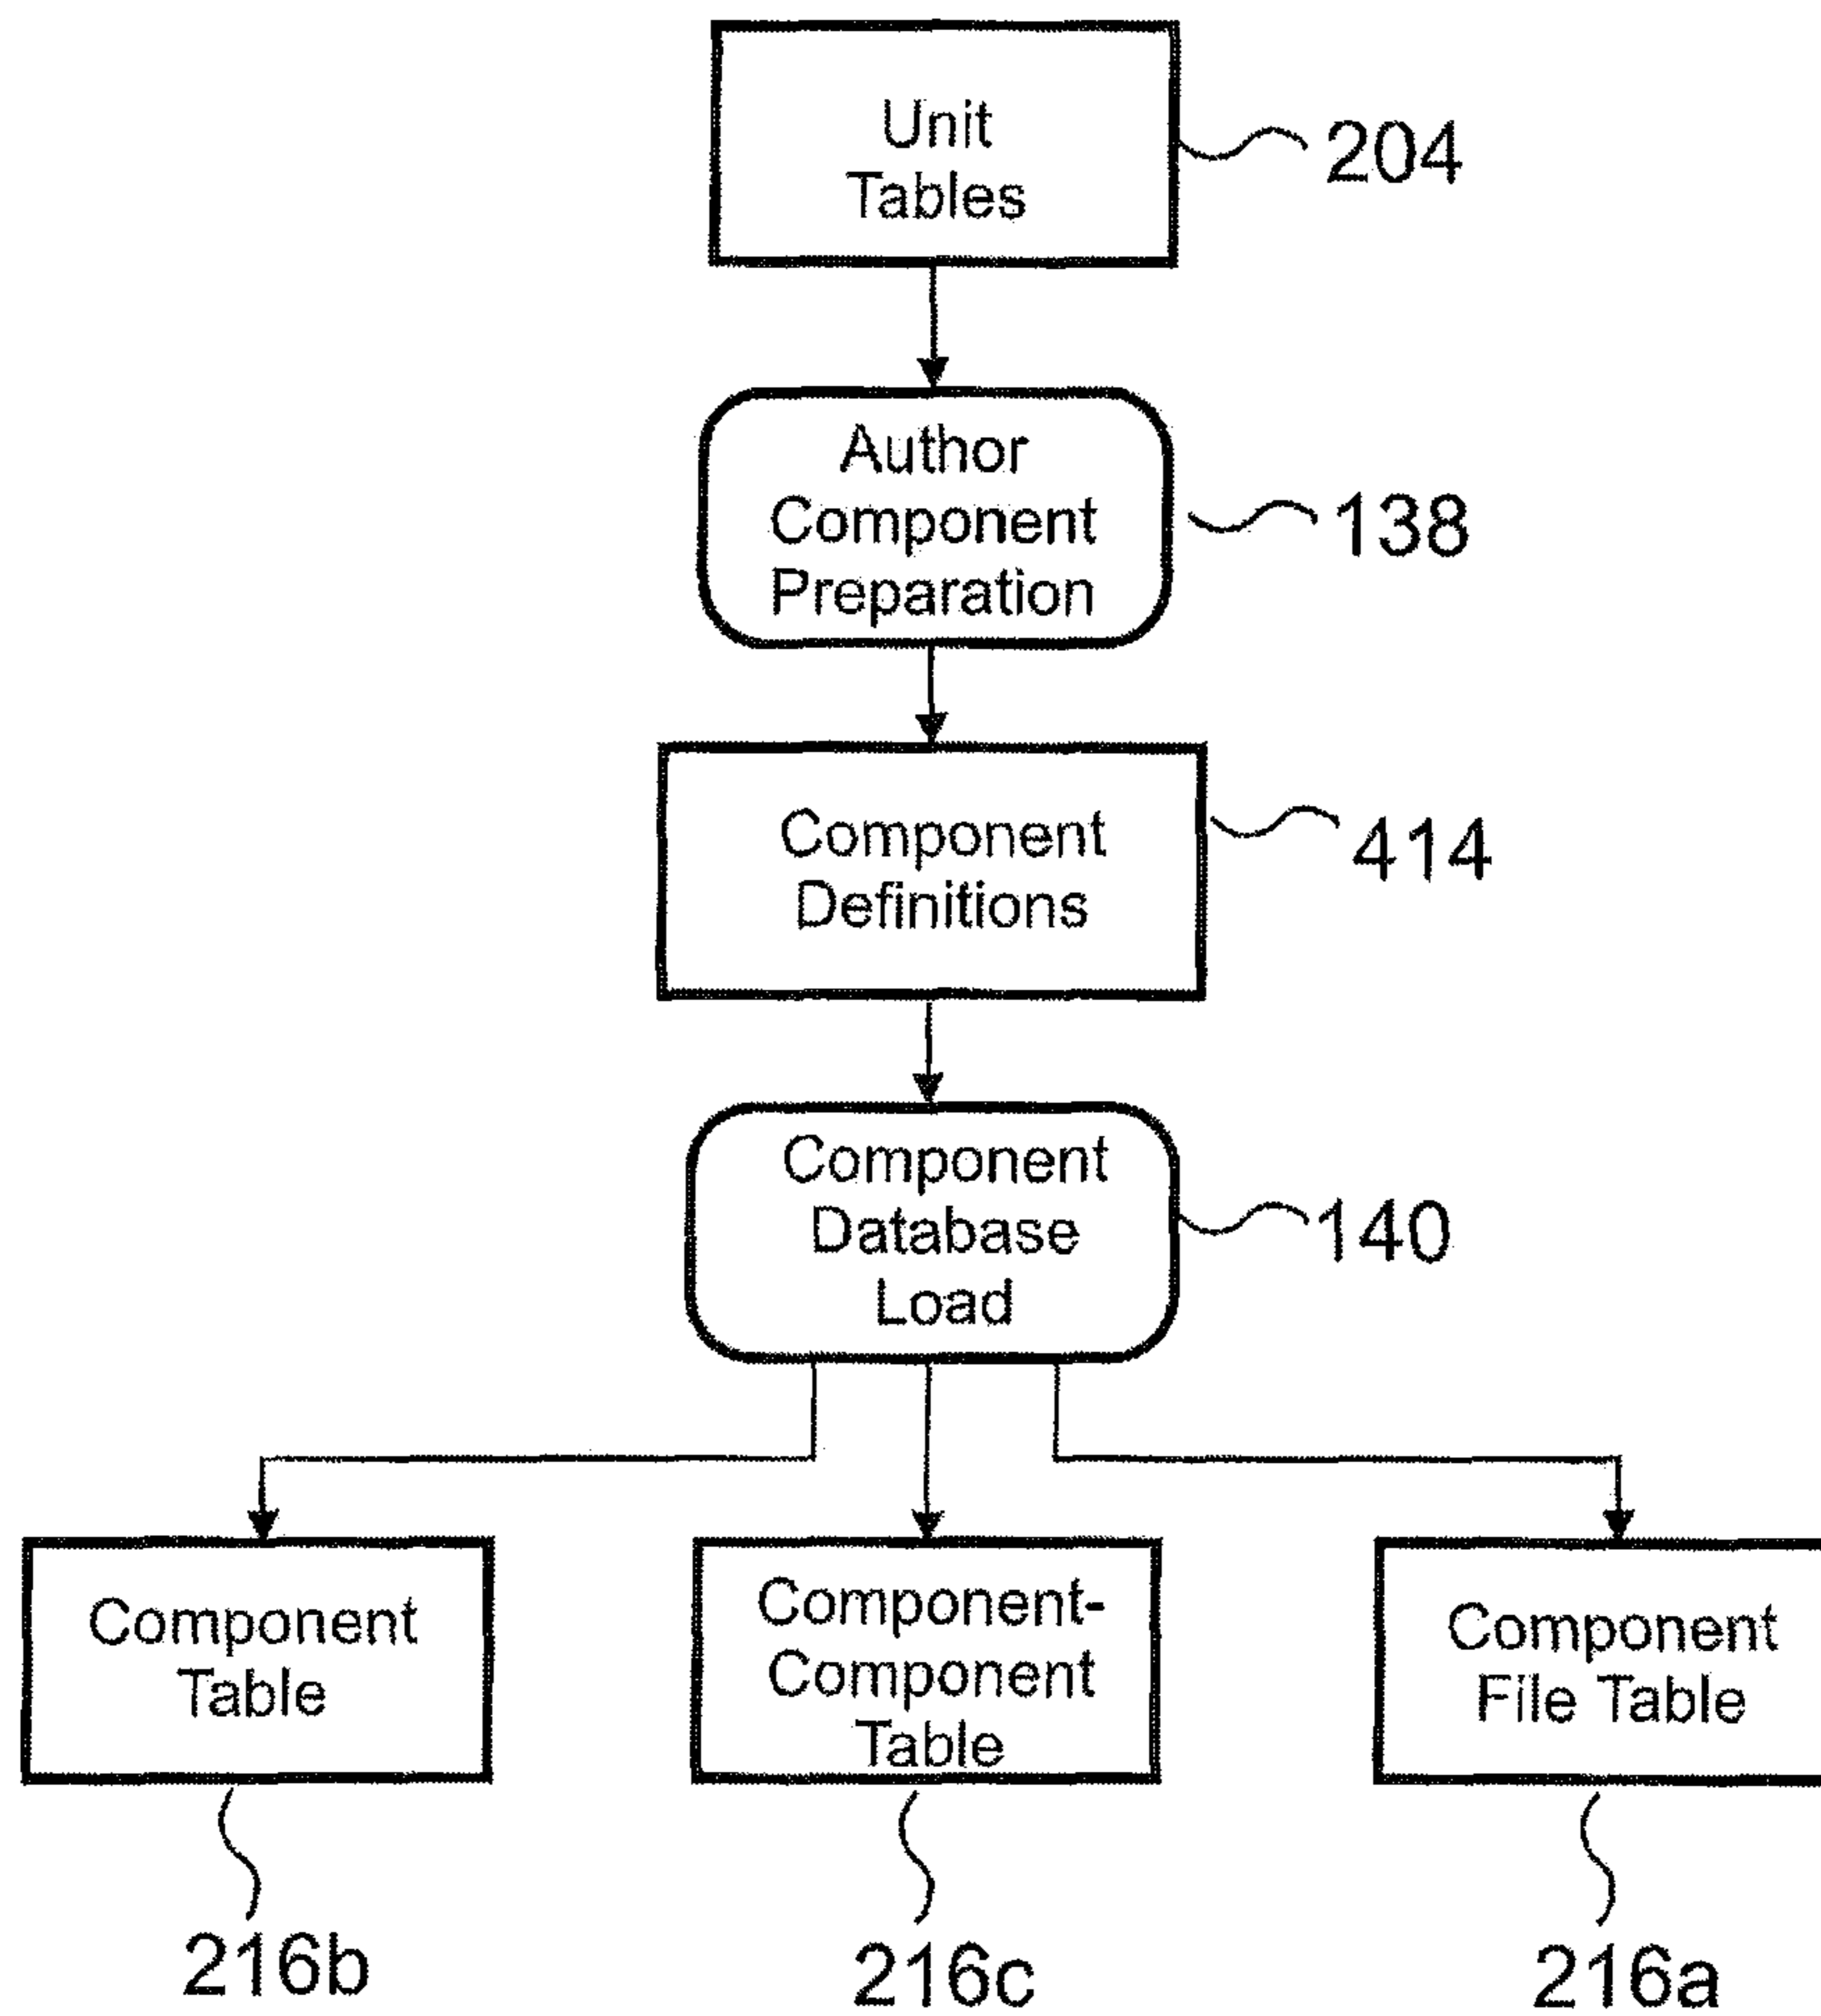 Unit
Tables
204
Author
Component
Preparation
138
Component
Definitions
414
Component
Database
Load
140
Component
Table
Component-
Component
Table
Component
File Table
216b
216c
216a